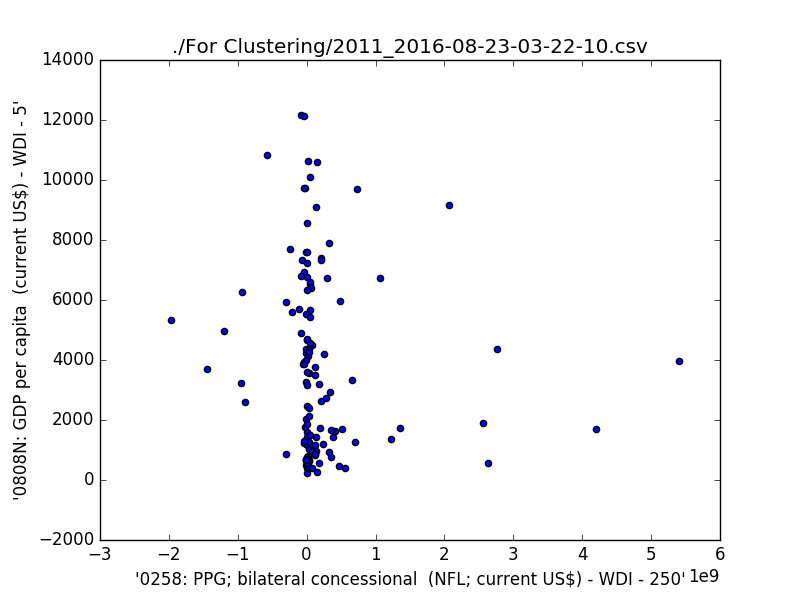 ./For Clustering/2011_2016-08-23-03-22-10.csv
14000
12000
10000
8000
6000
4000
2000
0
−2000
'0808N: GDP per capita  (current US$) - WDI - 5'
−3 −2 −1 0 1 2 3 4 5 6
1e9
'0258: PPG; bilateral concessional  (NFL; current US$) - WDI - 250'